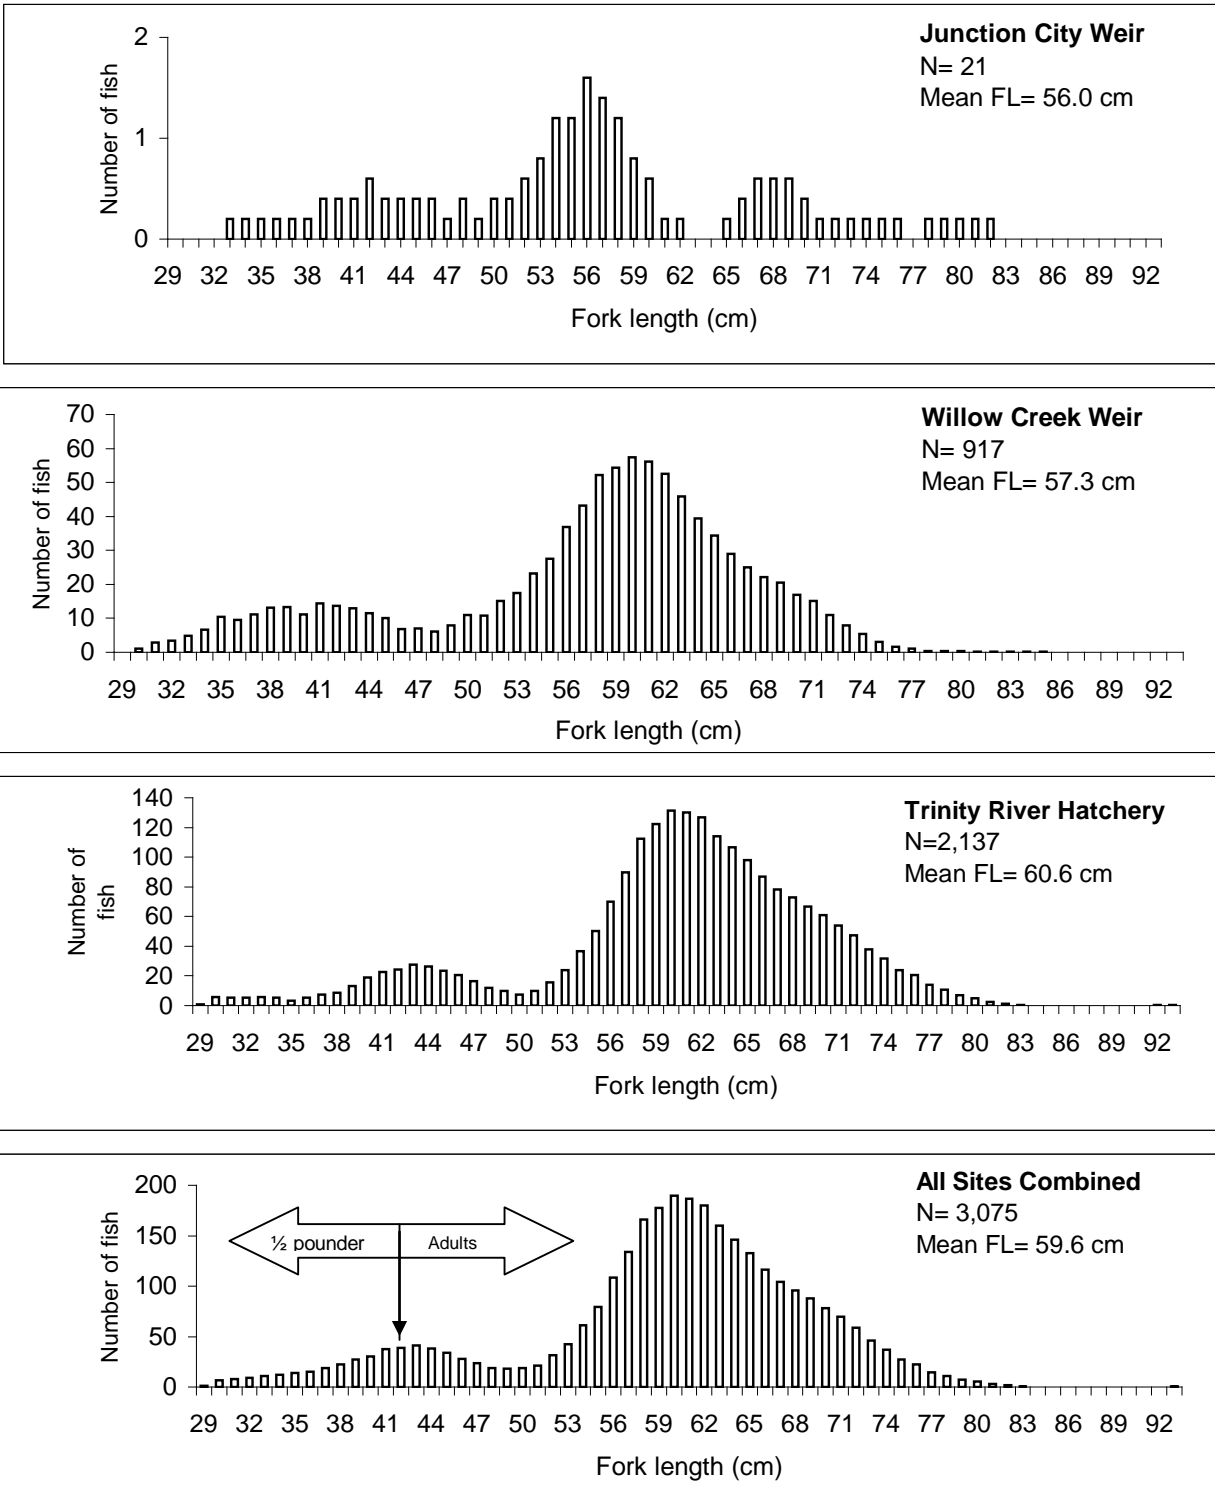 Junction City Weir
N= 21
Mean FL= 56.0 cm
Number of fish
2
1
0
29 32 35 38 41 44 47 50 53 56 59 62 65 68 71 74 77 80 83 86 89 92
Fork length (cm)
Willow Creek Weir
N= 917
Mean FL= 57.3 cm
Number of fish
70
60
50
40
30
20
10
0
29 32 35 38 41 44 47 50 53 56 59 62 65 68 71 74 77 80 83 86 89 92
Fork length (cm)
Trinity River Hatchery
N=2,137
Mean FL= 60.6 cm
Number of
fish
140
120
100
80
60
40
20
0
29 32 35 38 41 44 47 50 53 56 59 62 65 68 71 74 77 80 83 86 89 92
Fork length (cm)
All Sites Combined
N= 3,075
Mean FL= 59.6 cm
Number of fish
200
150
100
50
0
½ pounder
Adults
29 32 35 38 41 44 47 50 53 56 59 62 65 68 71 74 77 80 83 86 89 92
Fork length (cm)